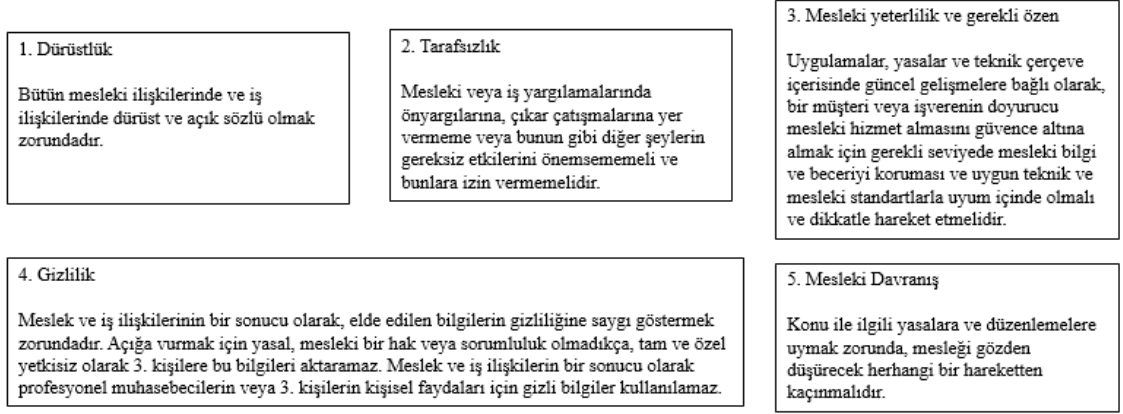 1. Dürüstlük
Bütün mesleki ilişkilerinde ve iş
ilişkilerinde dürüst ve açık sözlü olmak
zorundadır.
2. Tarafsızlık
Mesleki veya iş yargılamalarında
önyargılarına, çıkar çatışmalarına yer
vermeme veya bunun gibi diğer şeylerin
gereksiz etkilerini önemsememeli ve
bunlara izin vermemelidir.
3. Mesleki yeterlilik ve gerekli özen
Uygulamalar, yasalar ve teknik çerçeve
içerisinde güncel gelişmelere bağlı olarak,
bir müşteri veya işverenin doyurucu
mesleki hizmet almasını güvence altına
almak için gerekli seviyede mesleki bilgi
ve beceriyi koruması ve uygun teknik ve
mesleki standartlarla uyum içinde olmalı
ve dikkatle hareket etmelidir.
4. Gizlilik
Meslek ve iş ilişkilerinin bir sonucu olarak, elde edilen bilgilerin gizliliğine saygı göstermek
zorundadır. Açığa vurmak için yasal, mesleki bir hak veya sorumluluk olmadıkça, tam ve özel
yetkisiz olarak 3. kişilere bu bilgileri aktaramaz. Meslek ve iş ilişkilerin bir sonucu olarak
profesyonel muhasebecilerin veya 3. kişilerin kişisel faydaları için gizli bilgiler kullanılamaz.
5. Mesleki Davranış
Konu ile ilgili yasalara ve düzenlemelere
uymak zorunda, mesleği gözden
düşürecek herhangi bir hareketten
kaçınmalıdır.